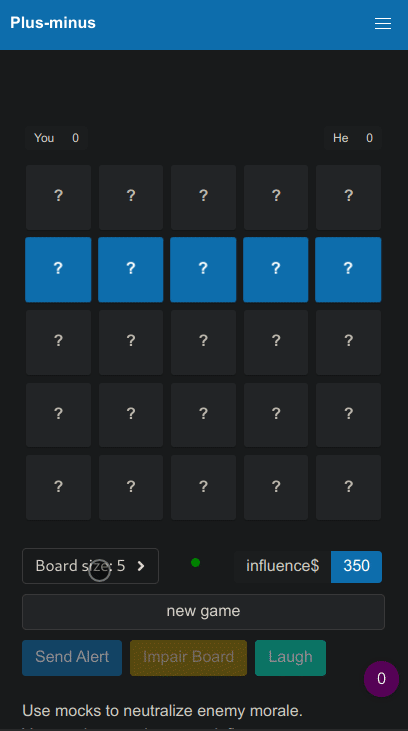 Plus-minus
You 0 He 0
? ? ? ? ?
? ? ? ? ?
? ? ? ? ?
? ? ? ? ?
? ? ? ? ?
Board size: 5 influence$ 350
new game
Send Alert Impair Board Laugh
0
Use mocks to neutralize enemy morale.